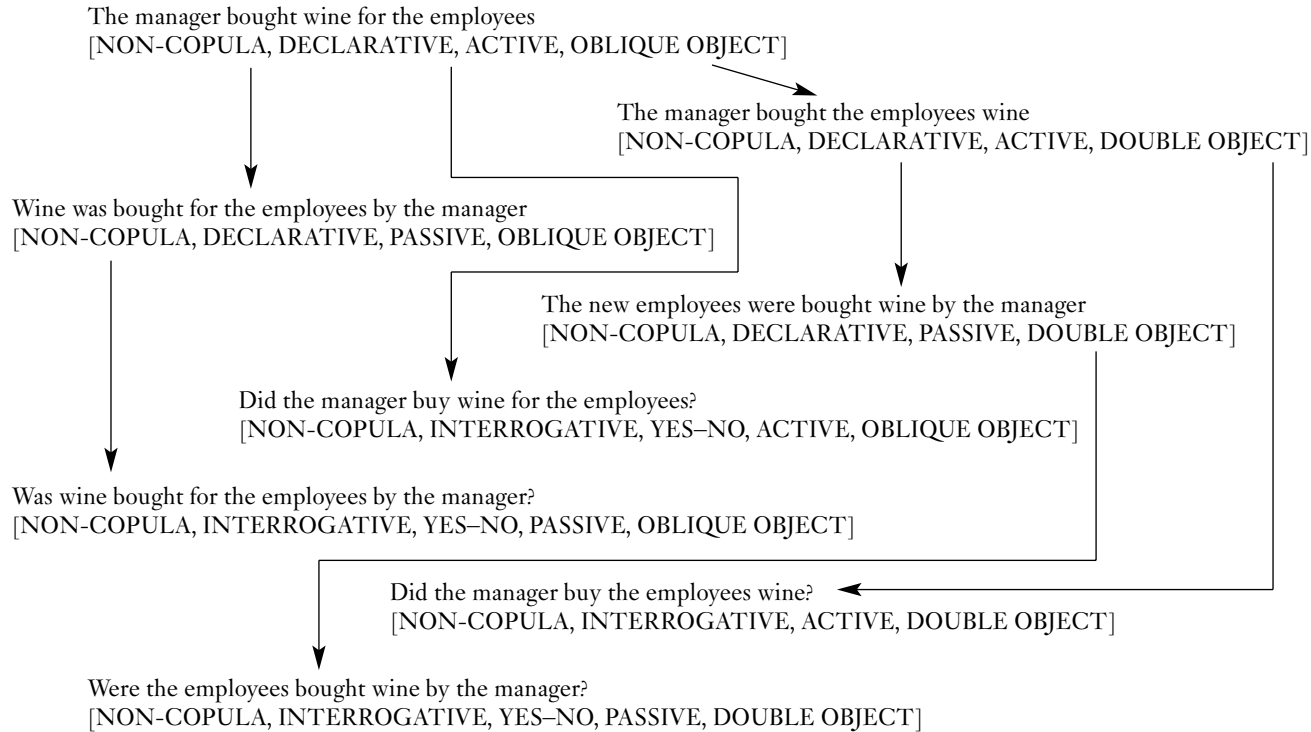 The manager bought wine for the employees
[NON-COPULA, DECLARATIVE, ACTIVE, OBLIQUE OBJECT]
The manager bought the employees wine
[NON-COPULA, DECLARATIVE, ACTIVE, DOUBLE OBJECT]
Wine was bought for the employees by the manager
[NON-COPULA, DECLARATIVE, PASSIVE, OBLIQUE OBJECT]
The new employees were bought wine by the manager
[NON-COPULA, DECLARATIVE, PASSIVE, DOUBLE OBJECT]
Did the manager buy wine for the employees?
[NON-COPULA, INTERROGATIVE, YES–NO, ACTIVE, OBLIQUE OBJECT]
Was wine bought for the employees by the manager?
[NON-COPULA, INTERROGATIVE, YES–NO, PASSIVE, OBLIQUE OBJECT]
Did the manager buy the employees wine?
[NON-COPULA, INTERROGATIVE, ACTIVE, DOUBLE OBJECT]
Were the employees bought wine by the manager?
[NON-COPULA, INTERROGATIVE, YES–NO, PASSIVE, DOUBLE OBJECT]